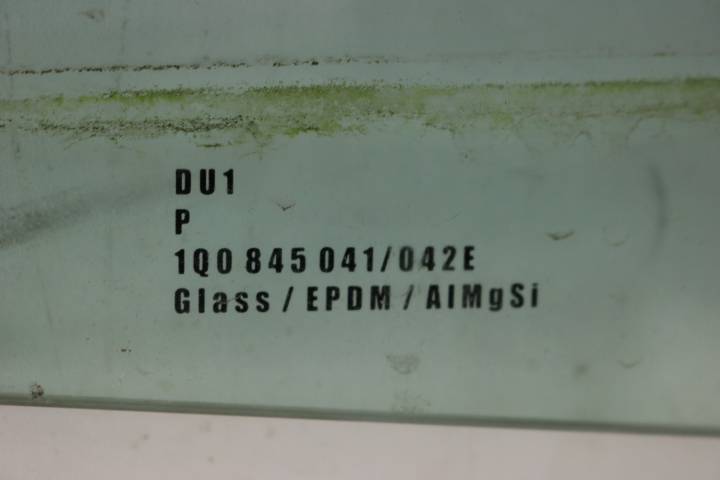 DU1
P
1Q0 845 041/042E
Glass / EPDM / AlMgSi